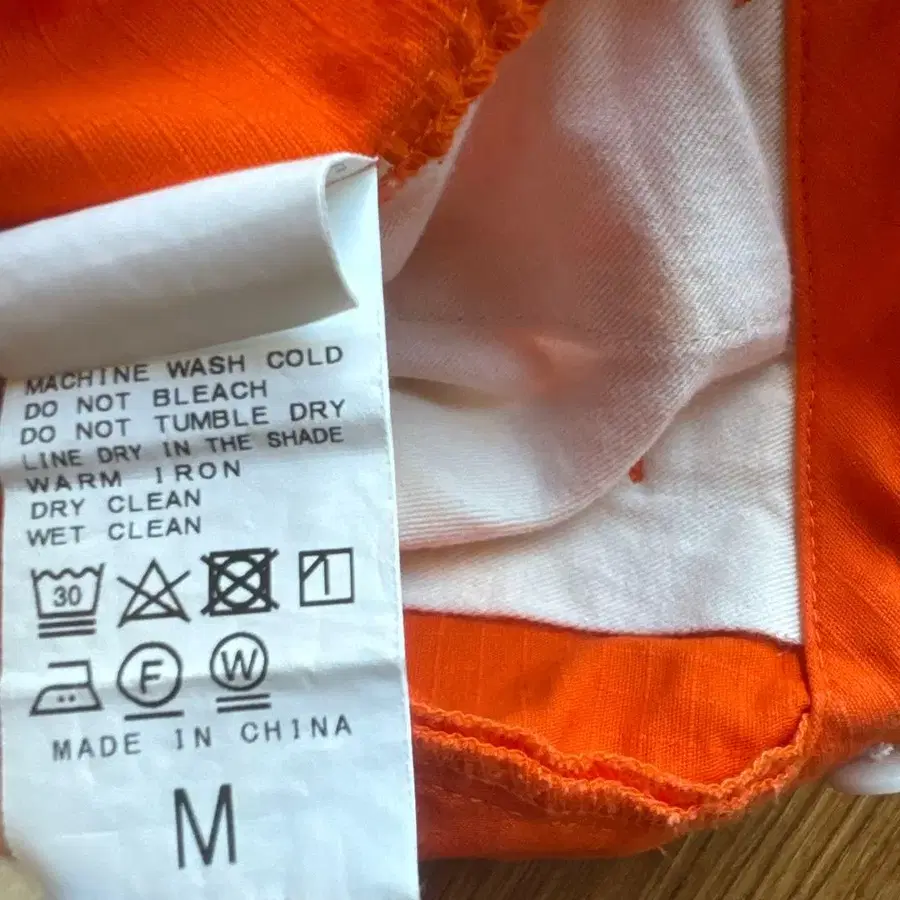 MACHINE WASH COLD
DO NOT BLEACH
DO NOT TUMBLE DRY
LINE DRY IN THE SHADE
WARM IRON
DRY CLEAN
WET CLEAN
30
F W
MADE IN CHINA
M